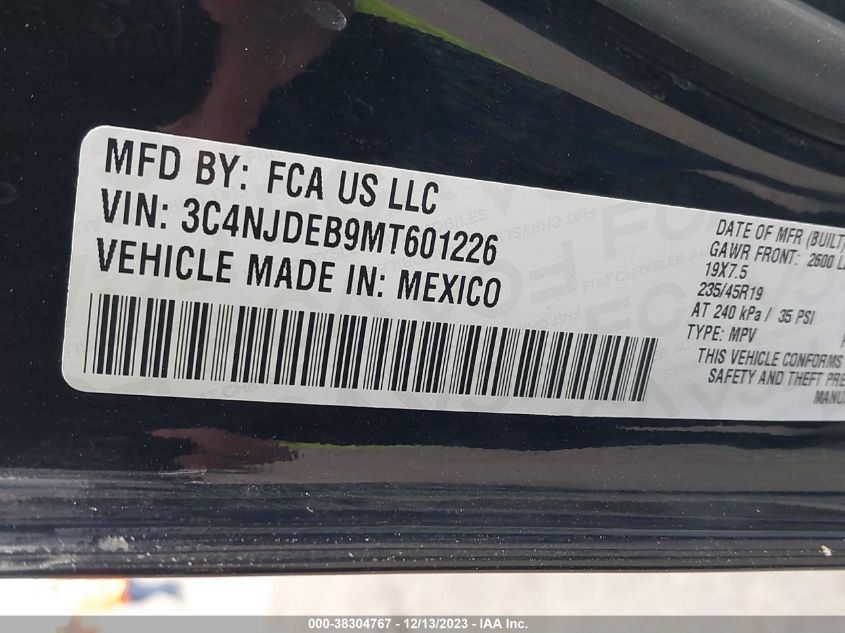 MFD BY: FCA US LLC
VIN: 3C4NJDEB9MT601226
VEHICLE MADE IN: MEXICO
DATE OF MFR (BUILT)
GAWR FRONT: 2600
19X7.5
235/45R19
AT 240 kPa / 35 PSI
TYPE: MPV
THIS VEHICLE CONFORMS
SAFETY AND THEFT
FIAT CHRYSLER
000-38304767 - 12/13/2023 - IAA Inc.